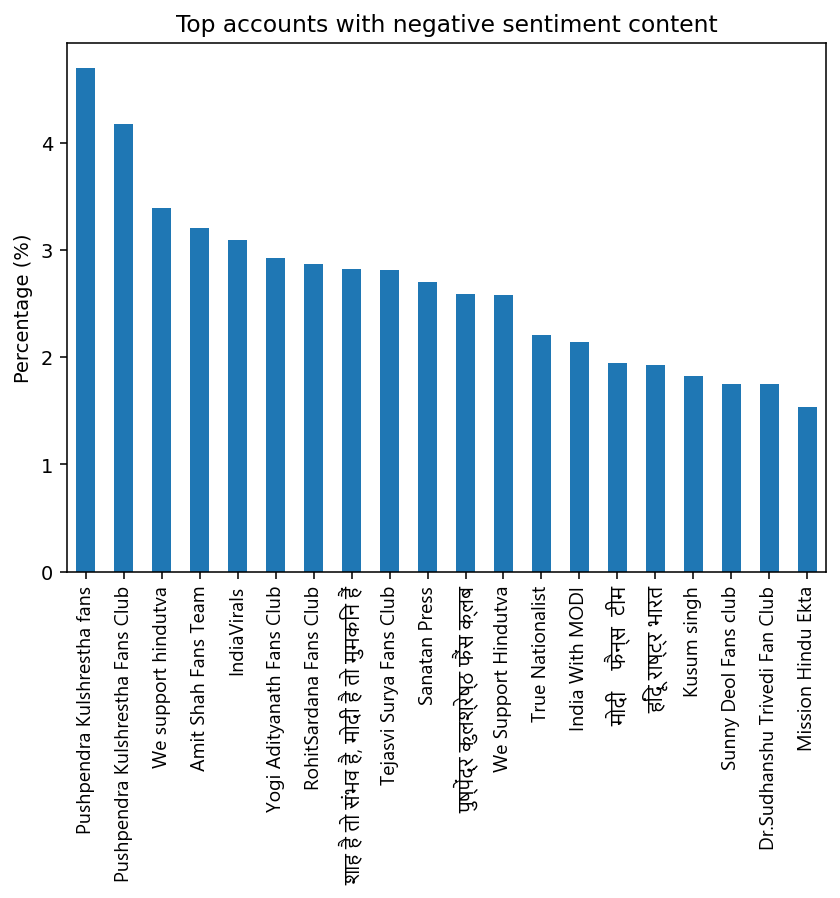 Top accounts with negative sentiment content
Percentage (%)
4
3
2
1
0
Pushpendra Kulshrestha fans
Pushpendra Kulshrestha Fans Club
We support hindutva
Amit Shah Fans Team
IndiaVirals
Yogi Adityanath Fans Club
RohitSardana Fans Club
शाह है तो संभव है, मोदी है तो मुमकिन है
Tejasvi Surya Fans Club
Sanatan Press
पुष्पेंद्र कुलश्रेष्ठ फैंस क्लब
We Support Hindutva
True Nationalist
India With MODI
मोदी फेन्स टीम
हिंदू राष्ट्र भारत
Kusum singh
Sunny Deol Fans club
Dr.Sudhanshu Trivedi Fan Club
Mission Hindu Ekta